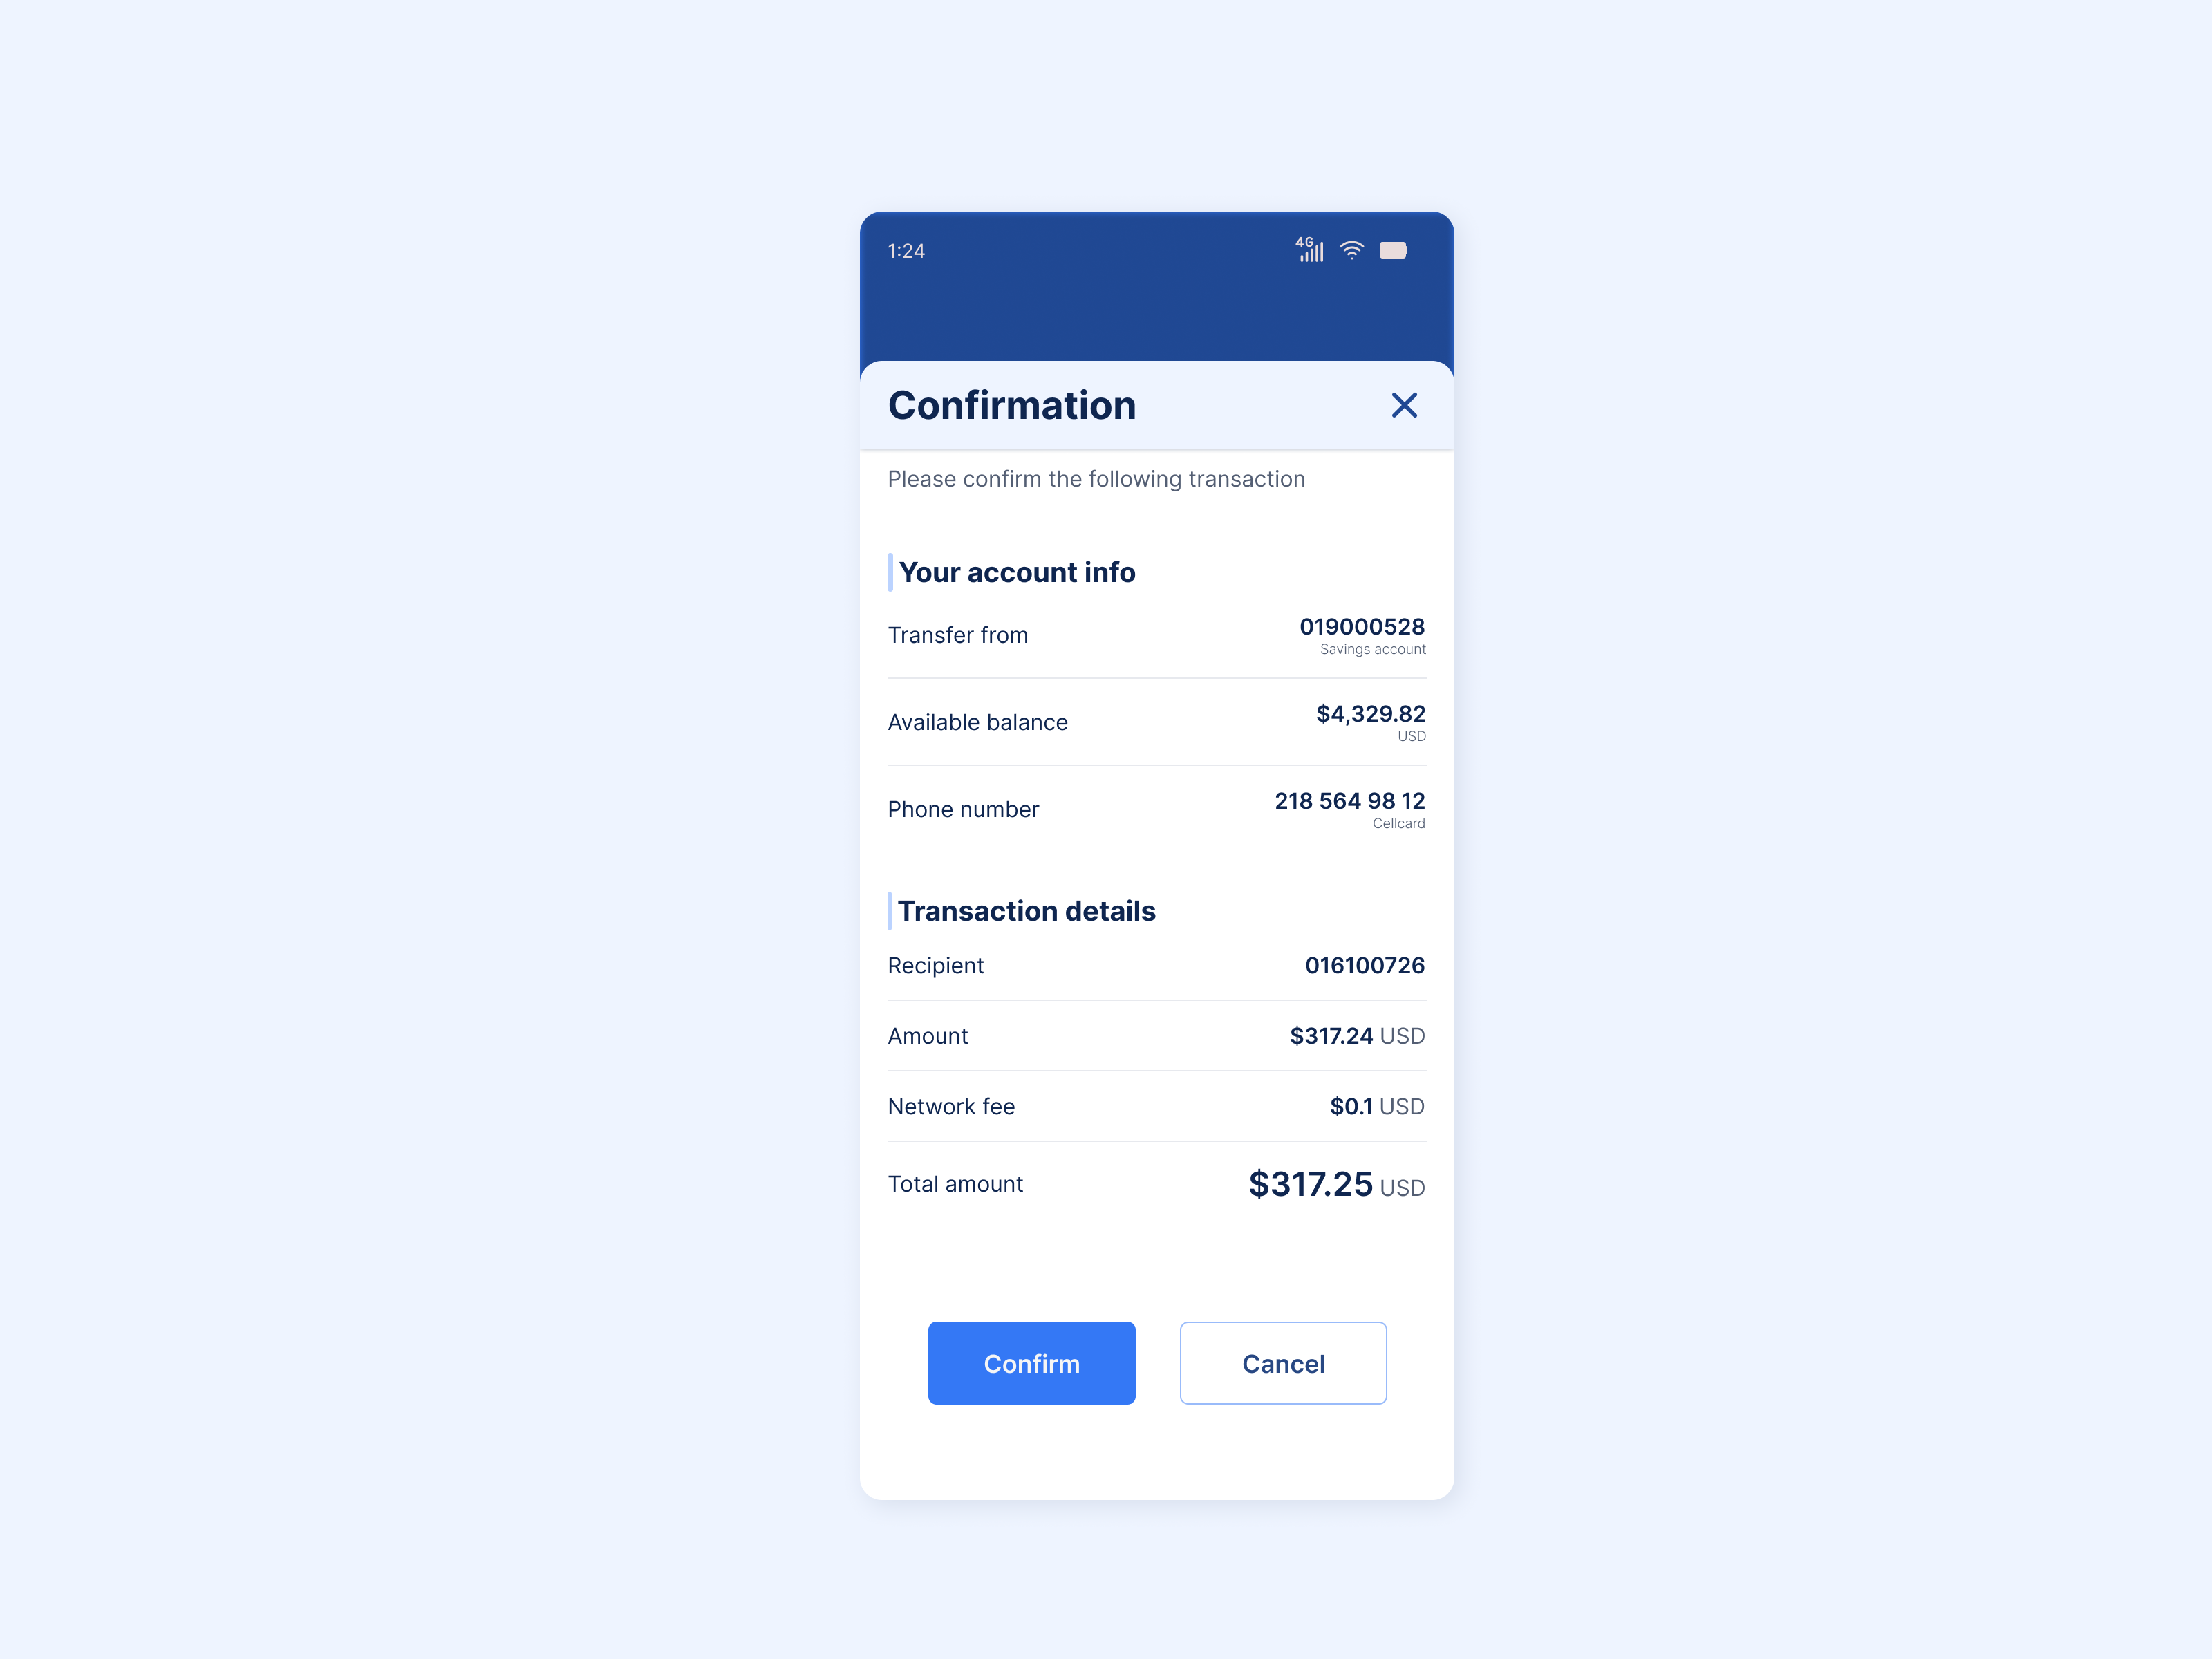 1:24
4G
Confirmation
Please confirm the following transaction
Your account info
Transfer from 019000528
Savings account
Available balance $4,329.82
USD
Phone number 218 564 98 12
Cellcard
Transaction details
Recipient 016100726
Amount $317.24 USD
Network fee $0.1 USD
Total amount $317.25 USD
Confirm Cancel